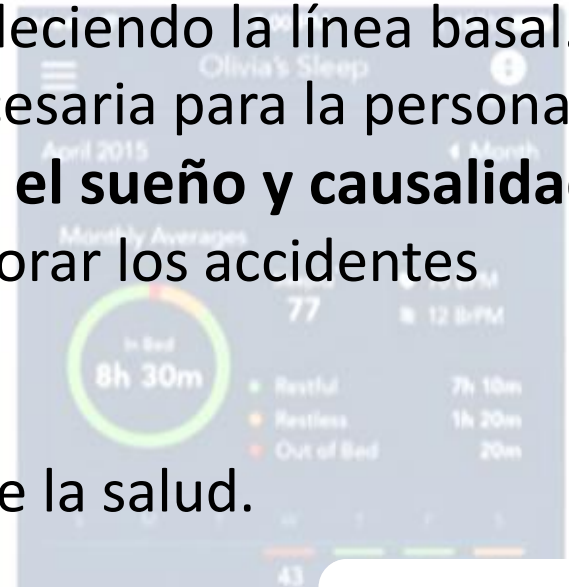 leciendo la línea basal.
Olivia's Sleep
cesaria para la persona
April 2015 Month
el sueño y causalidad
Monthly Averages
orar los accidentes
77
12 BrPM
In Bed
8h 30m
Restful 7h 10m
Restless 1h 20m
Out of Bed 20m
e la salud.
43